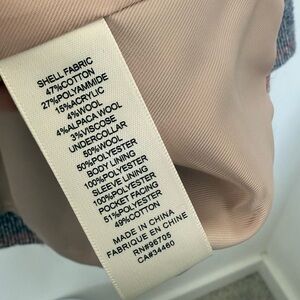 SHELL FABRIC
47%COTTON
27%POLYAMMIDE
15%ACRYLIC
4%WOOL
4%ALPACA WOOL
3%VISCOSE
UNDERCOLLAR
50%WOOL
50%POLYESTER
BODY LINING
100%POLYESTER
SLEEVE LINING
100%POLYESTER
POCKET FACING
51%POLYESTER
49%COTTON
MADE IN CHINA
FABRIQUE EN CHINE
RN#96705
CA#34460